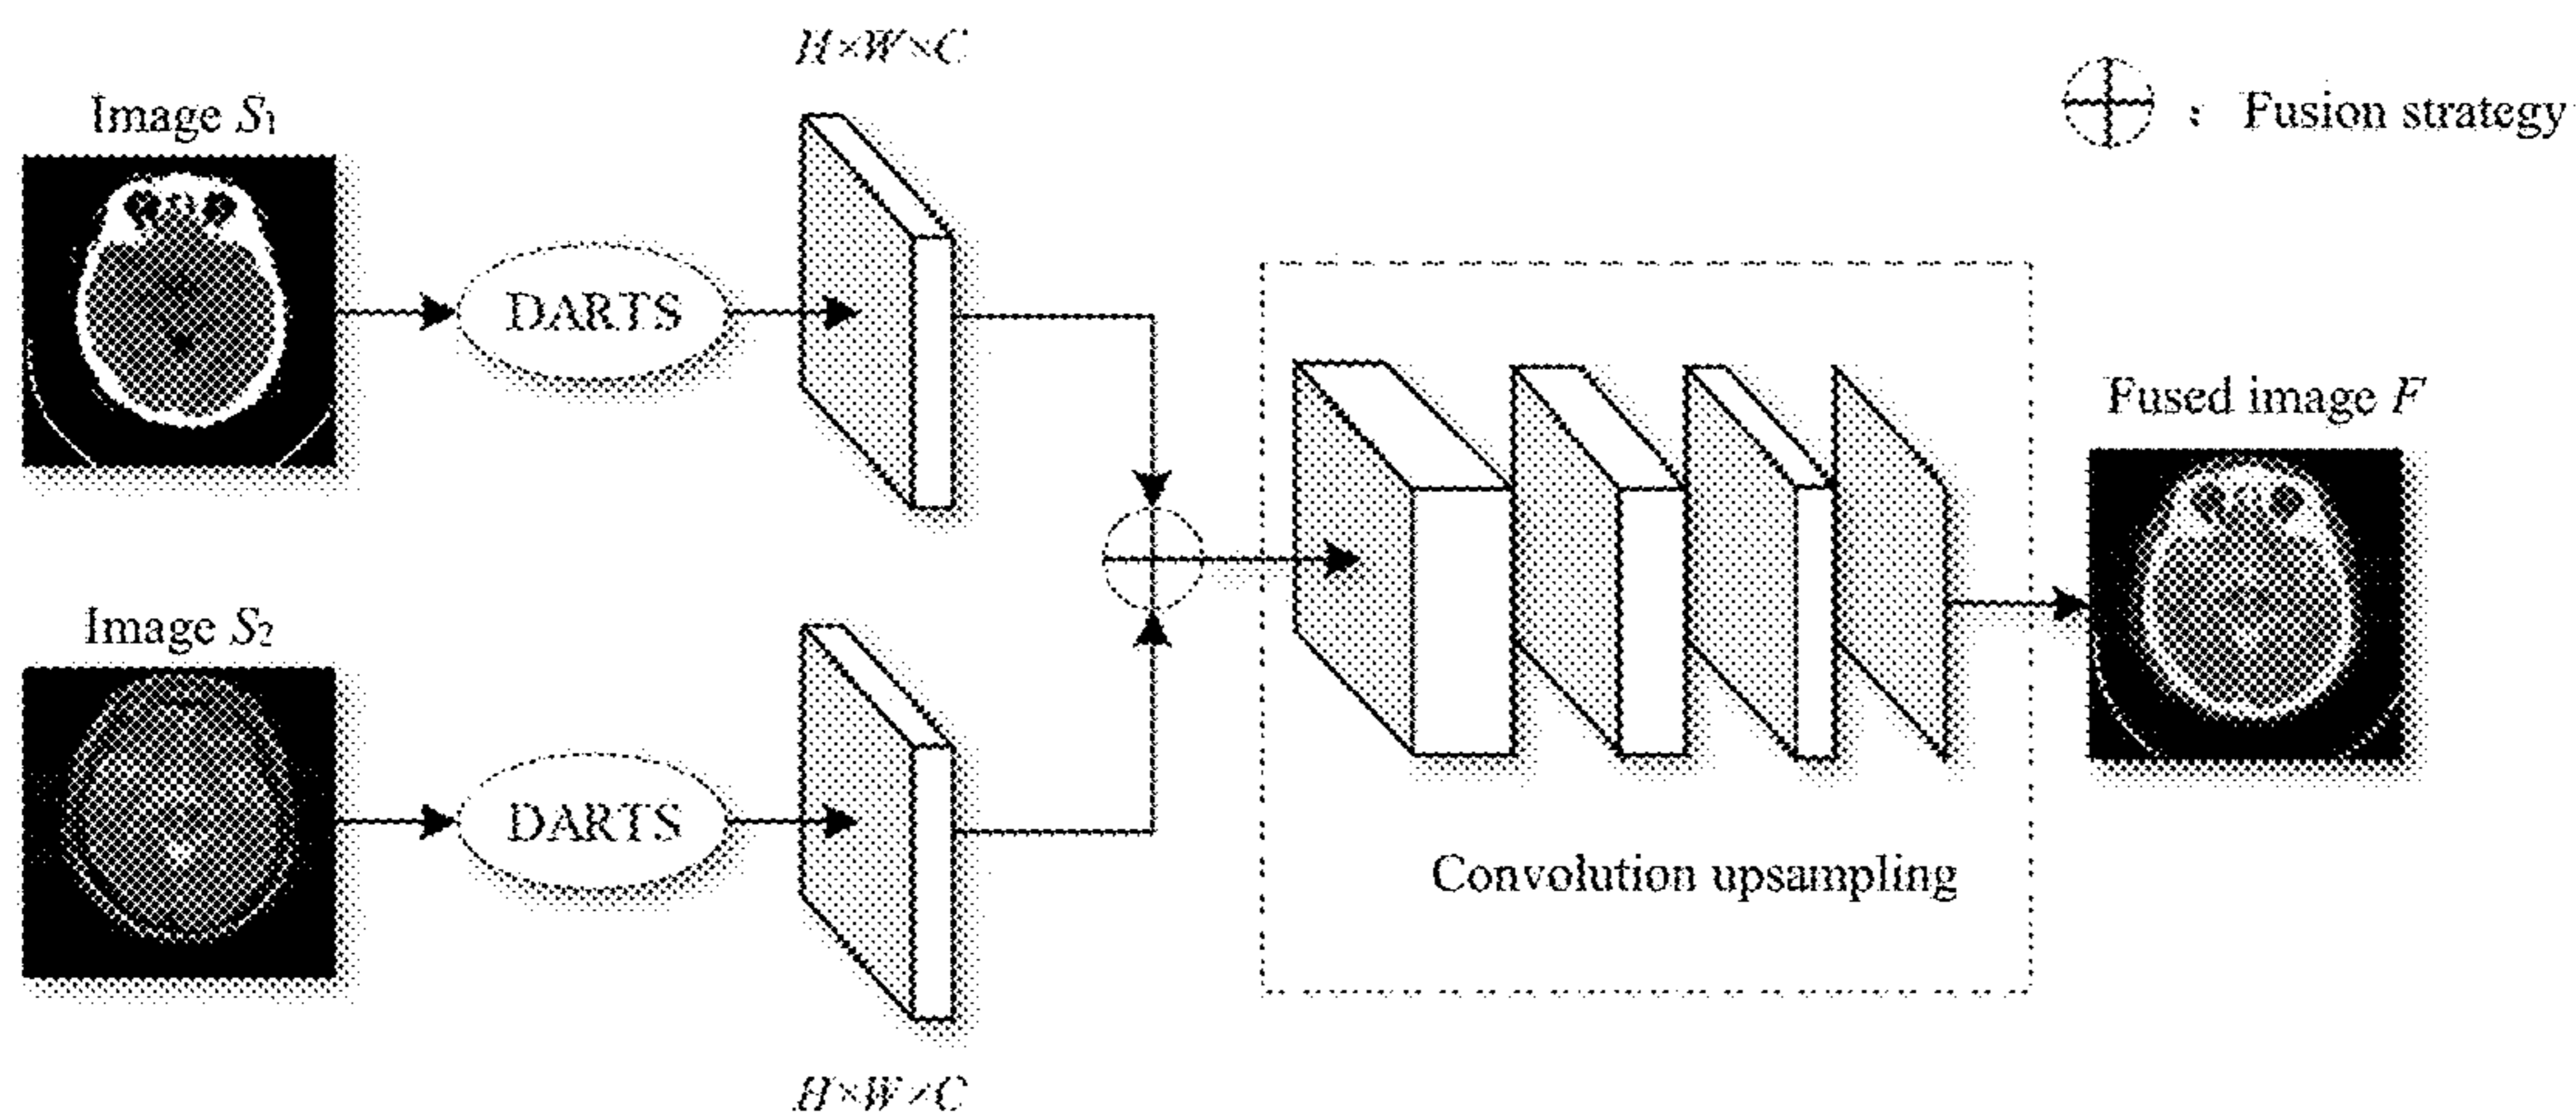 H×W×C
Image S₁
: Fusion strategy
DARTS
Fused image F
Image S₂
DARTS
Convolution upsampling
H×W×C